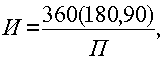 И = 360(180,90) / П ,